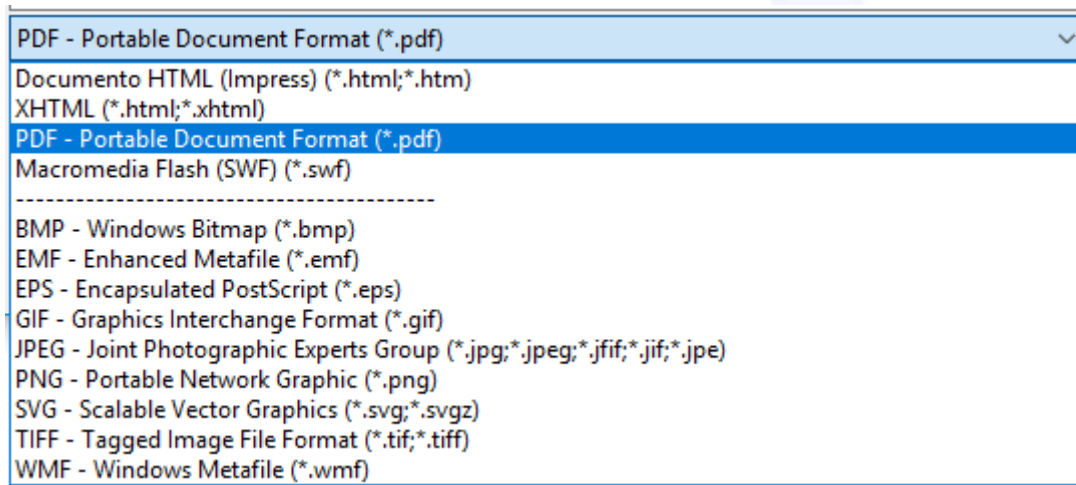 PDF - Portable Document Format (*.pdf)
Documento HTML (Impress) (*.html;*.htm)
XHTML (*.html;*.xhtml)
PDF - Portable Document Format (*.pdf)
Macromedia Flash (SWF) (*.swf)
------------------------------------------
BMP - Windows Bitmap (*.bmp)
EMF - Enhanced Metafile (*.emf)
EPS - Encapsulated PostScript (*.eps)
GIF - Graphics Interchange Format (*.gif)
JPEG - Joint Photographic Experts Group (*.jpg;*.jpeg;*.jfif;*.jif;*.jpe)
PNG - Portable Network Graphic (*.png)
SVG - Scalable Vector Graphics (*.svg;*.svgz)
TIFF - Tagged Image File Format (*.tif;*.tiff)
WMF - Windows Metafile (*.wmf)